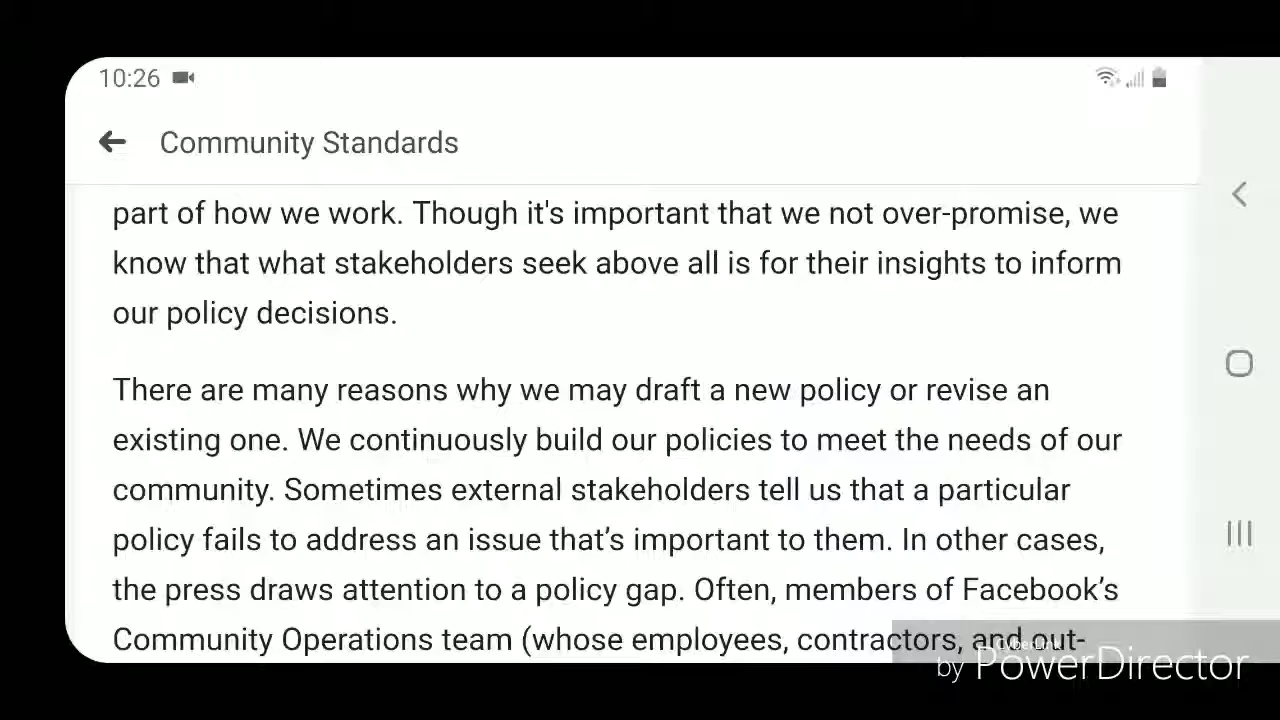 10:26
Community Standards
part of how we work. Though it's important that we not over-promise, we
know that what stakeholders seek above all is for their insights to inform
our policy decisions.
There are many reasons why we may draft a new policy or revise an
existing one. We continuously build our policies to meet the needs of our
community. Sometimes external stakeholders tell us that a particular
policy fails to address an issue that’s important to them. In other cases,
the press draws attention to a policy gap. Often, members of Facebook’s
Community Operations team (whose employees, contractors, and out-
CyberLink
by PowerDirector